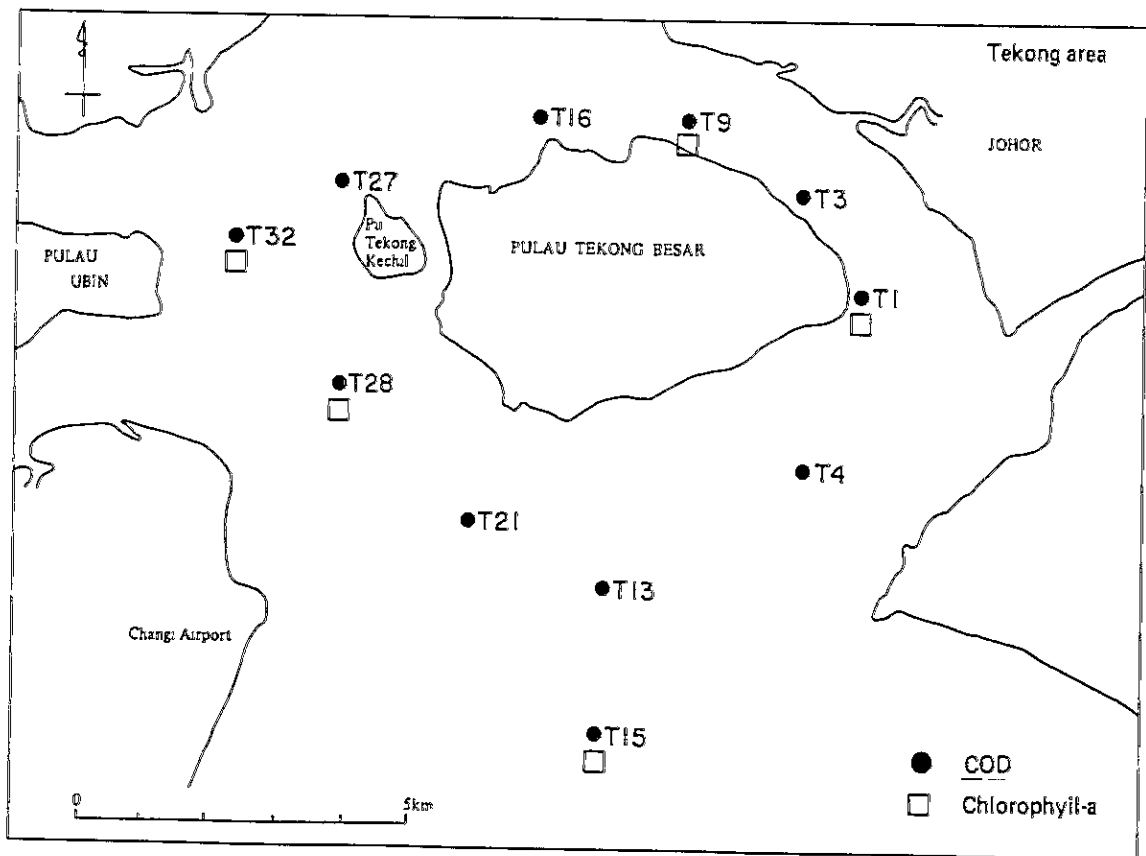 Tekong area
JOHOR
T16
T9
T27
T3
T32
Pu
Tekong
Kechil
PULAU TEKONG BESAR
PULAU
UBIN
T1
T28
T4
T21
T13
Changi Airport
T15
COD
Chlorophyll-a
0
5km